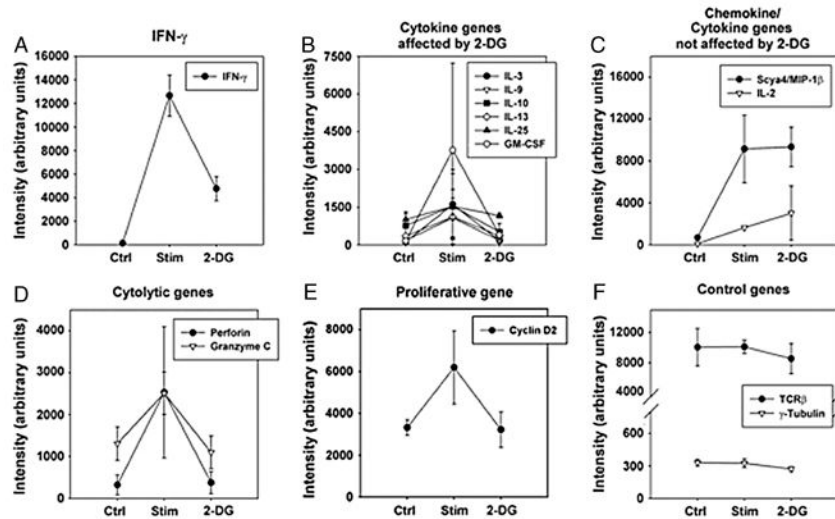 A
IFN-γ
Intensity (arbitrary units)
16000
14000
12000
10000
8000
6000
4000
2000
0
IFN-γ
Ctrl Stim 2-DG
B
Cytokine genes
affected by 2-DG
Intensity (arbitrary units)
7500
6000
4500
3000
1500
0
IL-3
IL-9
IL-10
IL-13
IL-25
GM-CSF
Ctrl Stim 2-DG
C
Chemokine/
Cytokine genes
not affected by 2-DG
Intensity (arbitrary units)
16000
12000
8000
4000
0
Scya4/MIP-1β
IL-2
Ctrl Stim 2-DG
D
Cytolytic genes
Intensity (arbitrary units)
4000
3000
2000
1000
0
Perforin
Granzyme C
Ctrl Stim 2-DG
E
Proliferative gene
Intensity (arbitrary units)
8000
6000
4000
2000
0
Cyclin D2
Ctrl Stim 2-DG
F
Control genes
Intensity (arbitrary units)
12000
8000
4000
600
300
0
TCRβ
γ-Tubulin
Ctrl Stim 2-DG